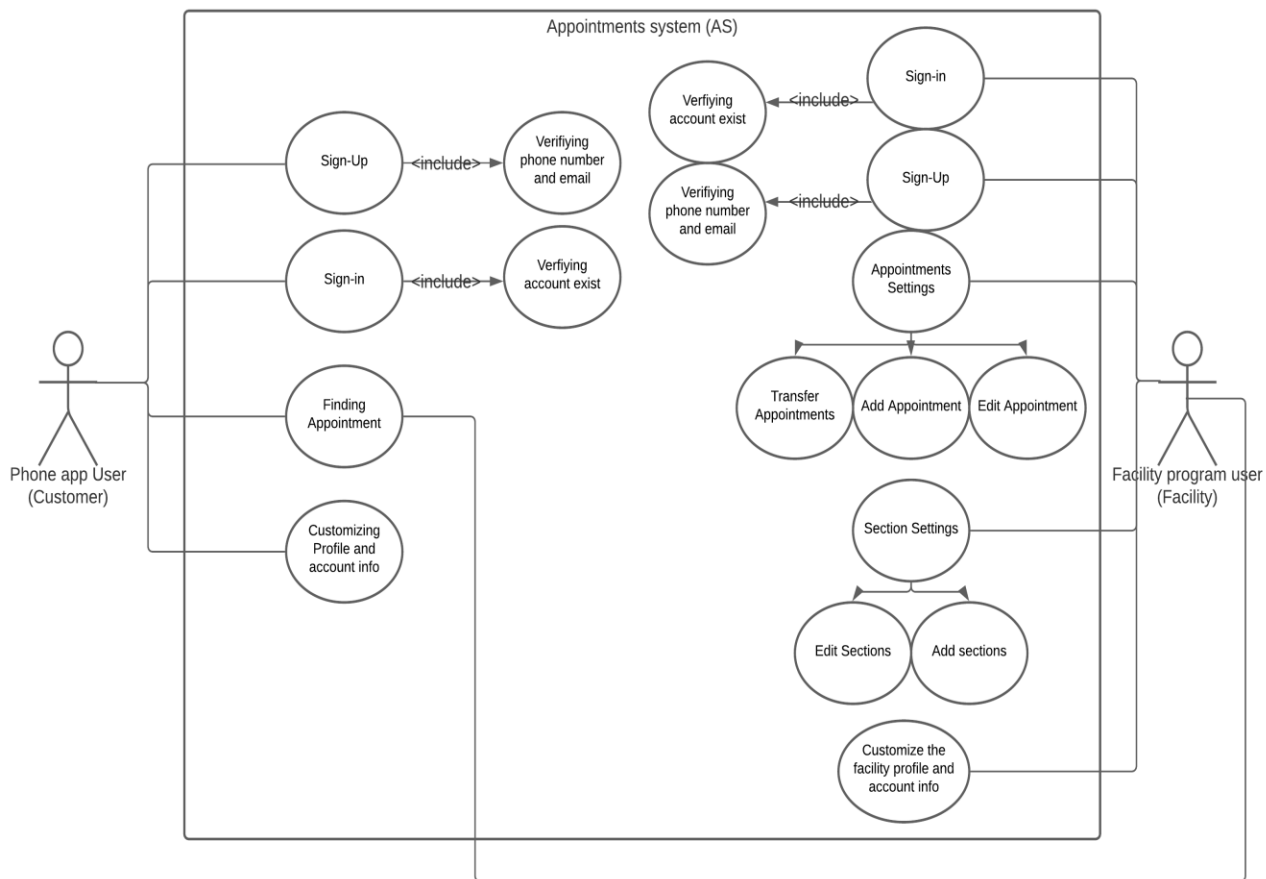 Appointments system (AS)
Sign-in
<include>
Verfiying
account exist
Sign-Up
<include>
Verifiying
phone number
and email
Sign-Up
<include>
Verifiying
phone number
and email
Sign-in
<include>
Verfiying
account exist
Appointments
Settings
Transfer
Appointments
Add Appointment
Edit Appointment
Finding
Appointment
Phone app User
(Customer)
Facility program user
(Facility)
Customizing
Profile and
account info
Section Settings
Edit Sections
Add sections
Customize the
facility profile and
account info